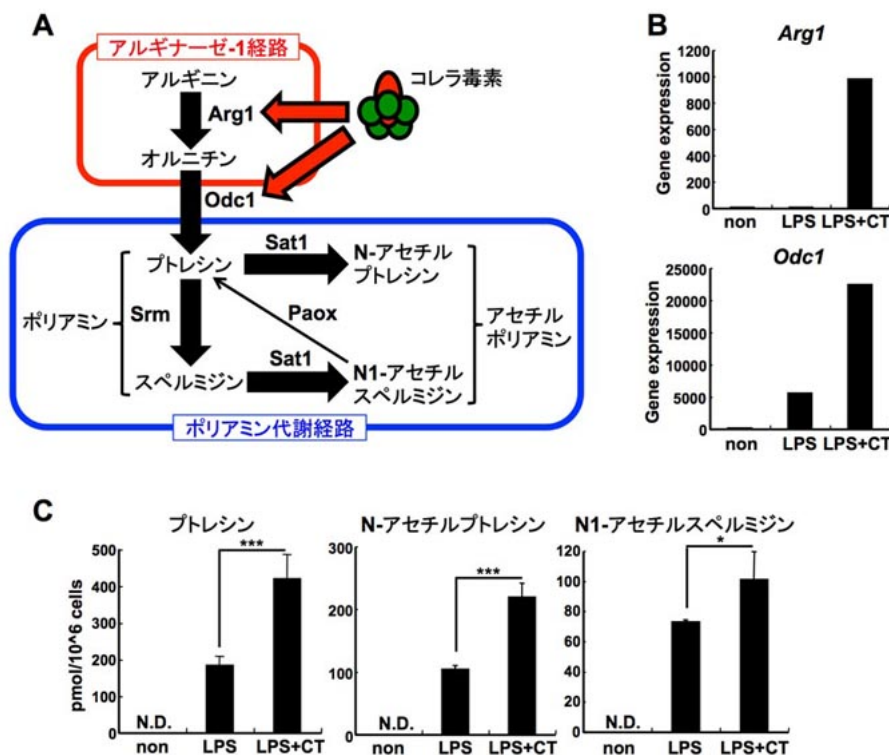 A
アルギナーゼ-1経路
アルギニン
コレラ毒素
Arg1
オルニチン
Odc1
プトレシン
Sat1
N-アセチル
プトレシン
ポリアミン
Srm
Paox
アセチル
ポリアミン
スペルミジン
Sat1
N1-アセチル
スペルミジン
ポリアミン代謝経路
B
Arg1
Gene expression
1200
1000
800
600
400
200
0
non LPS LPS+CT
Odc1
Gene expression
25000
20000
15000
10000
5000
0
non LPS LPS+CT
C
プトレシン
pmol/10^6 cells
500
400
300
200
100
0
***
N.D.
non LPS LPS+CT
N-アセチルプトレシン
300
200
100
0
***
N.D.
non LPS LPS+CT
N1-アセチルスペルミジン
120
100
80
60
40
20
0
*
N.D.
non LPS LPS+CT